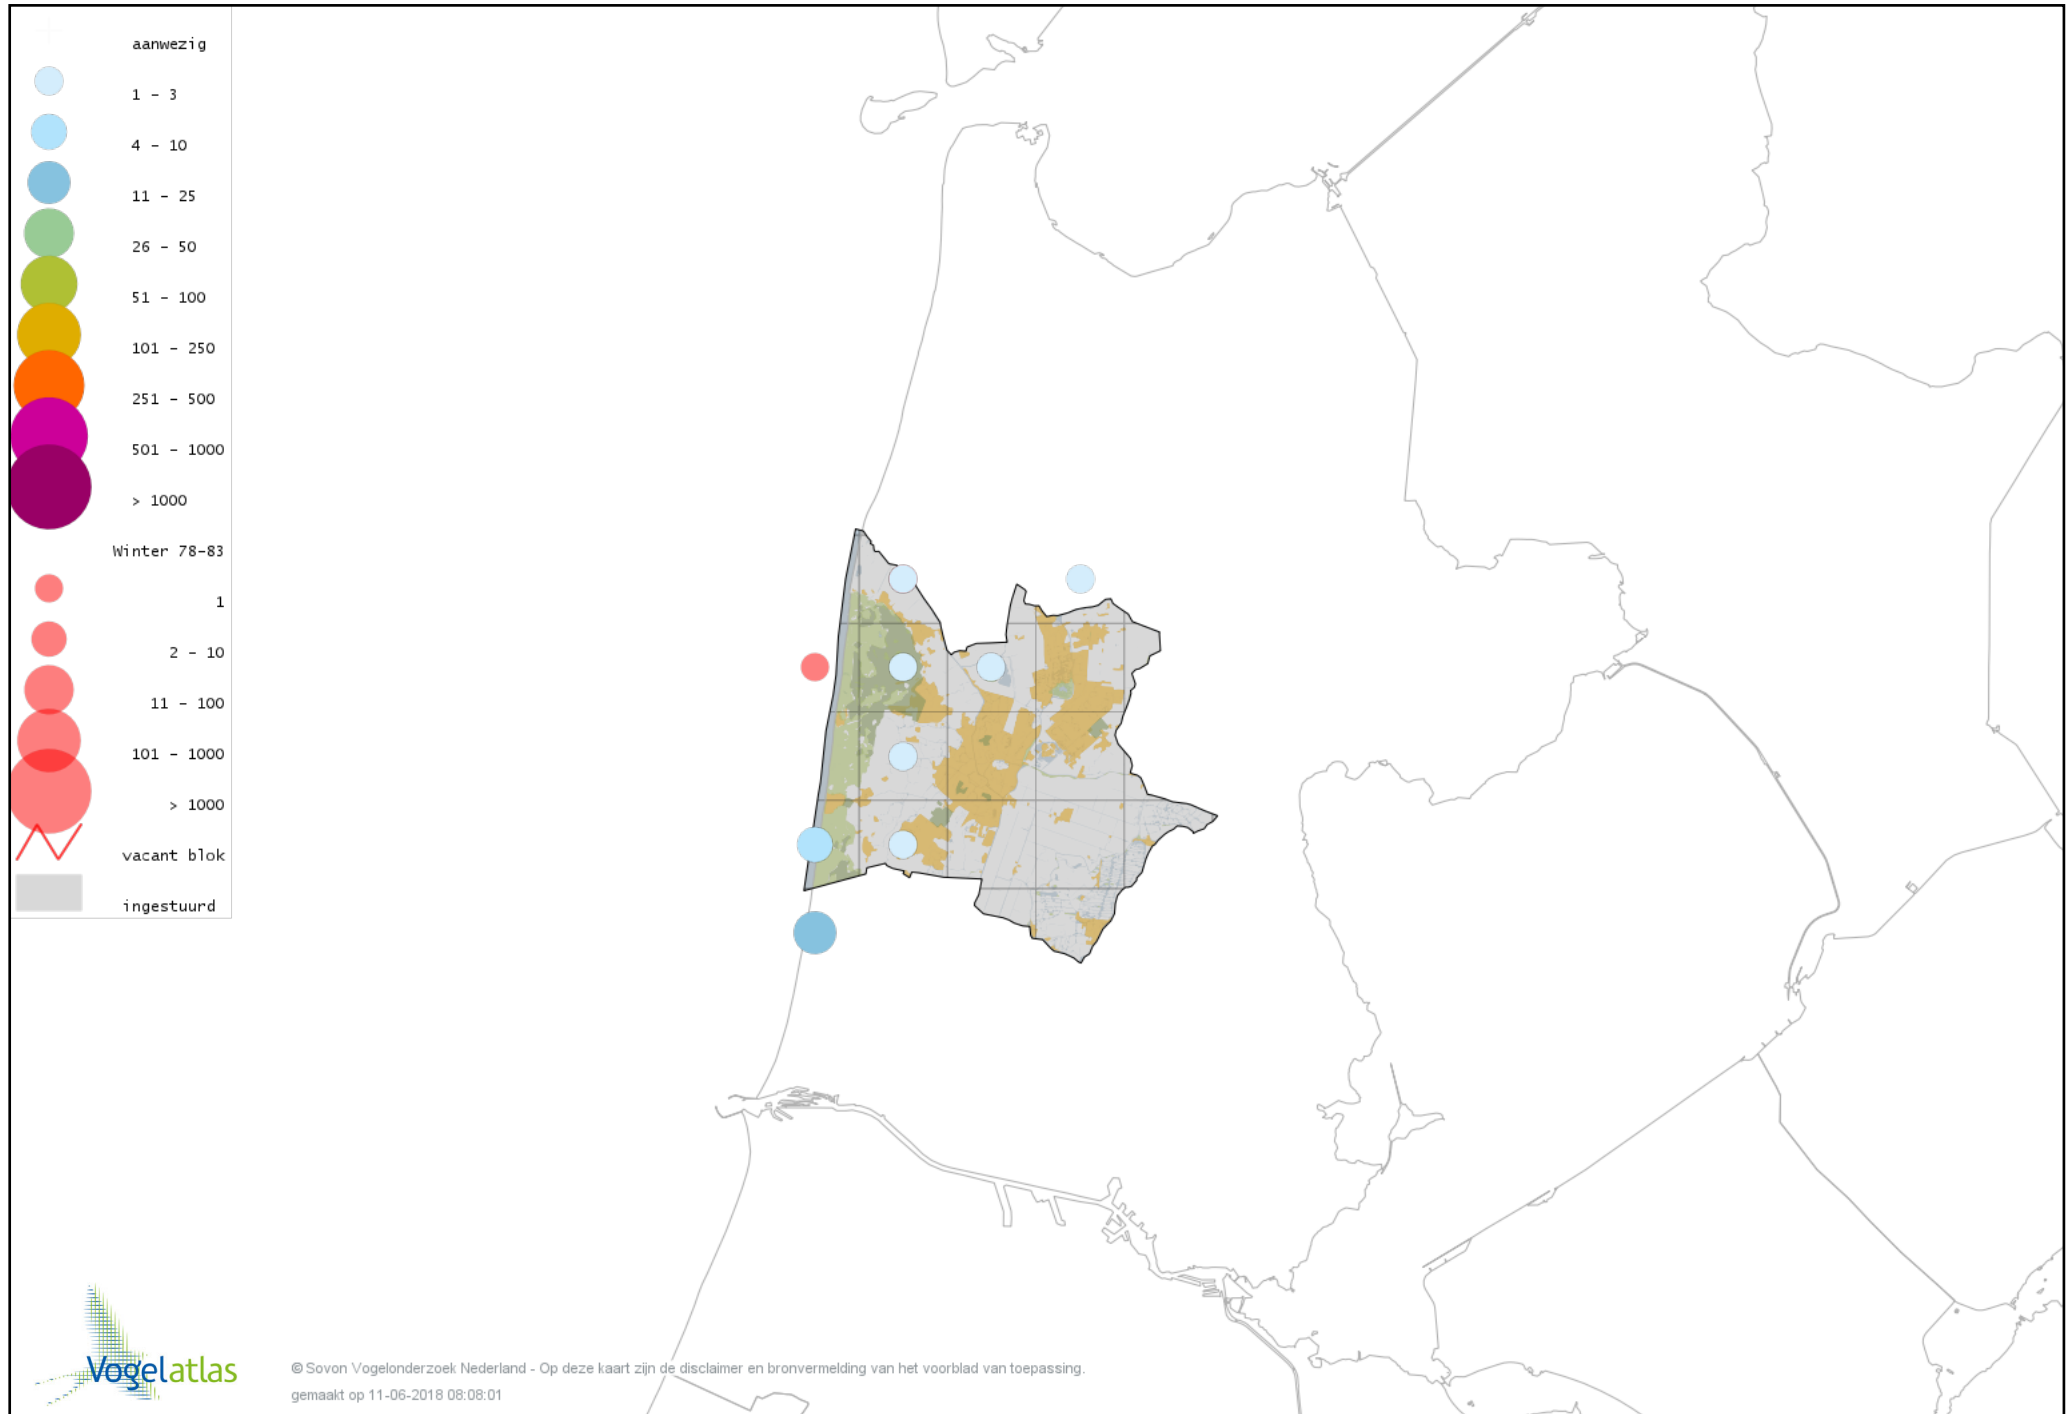 aanwezig
1 - 3
4 - 10
11 - 25
26 - 50
51 - 100
101 - 250
251 - 500
501 - 1000
> 1000
Winter 78-83
1
2 - 10
11 - 100
101 - 1000
> 1000
vacant blok
ingestuurd
Vogelatlas
© Sovon Vogelonderzoek Nederland - Op deze kaart zijn de disclaimer en bronvermelding van het voorblad van toepassing.
gemaakt op 11-06-2018 08:08:01